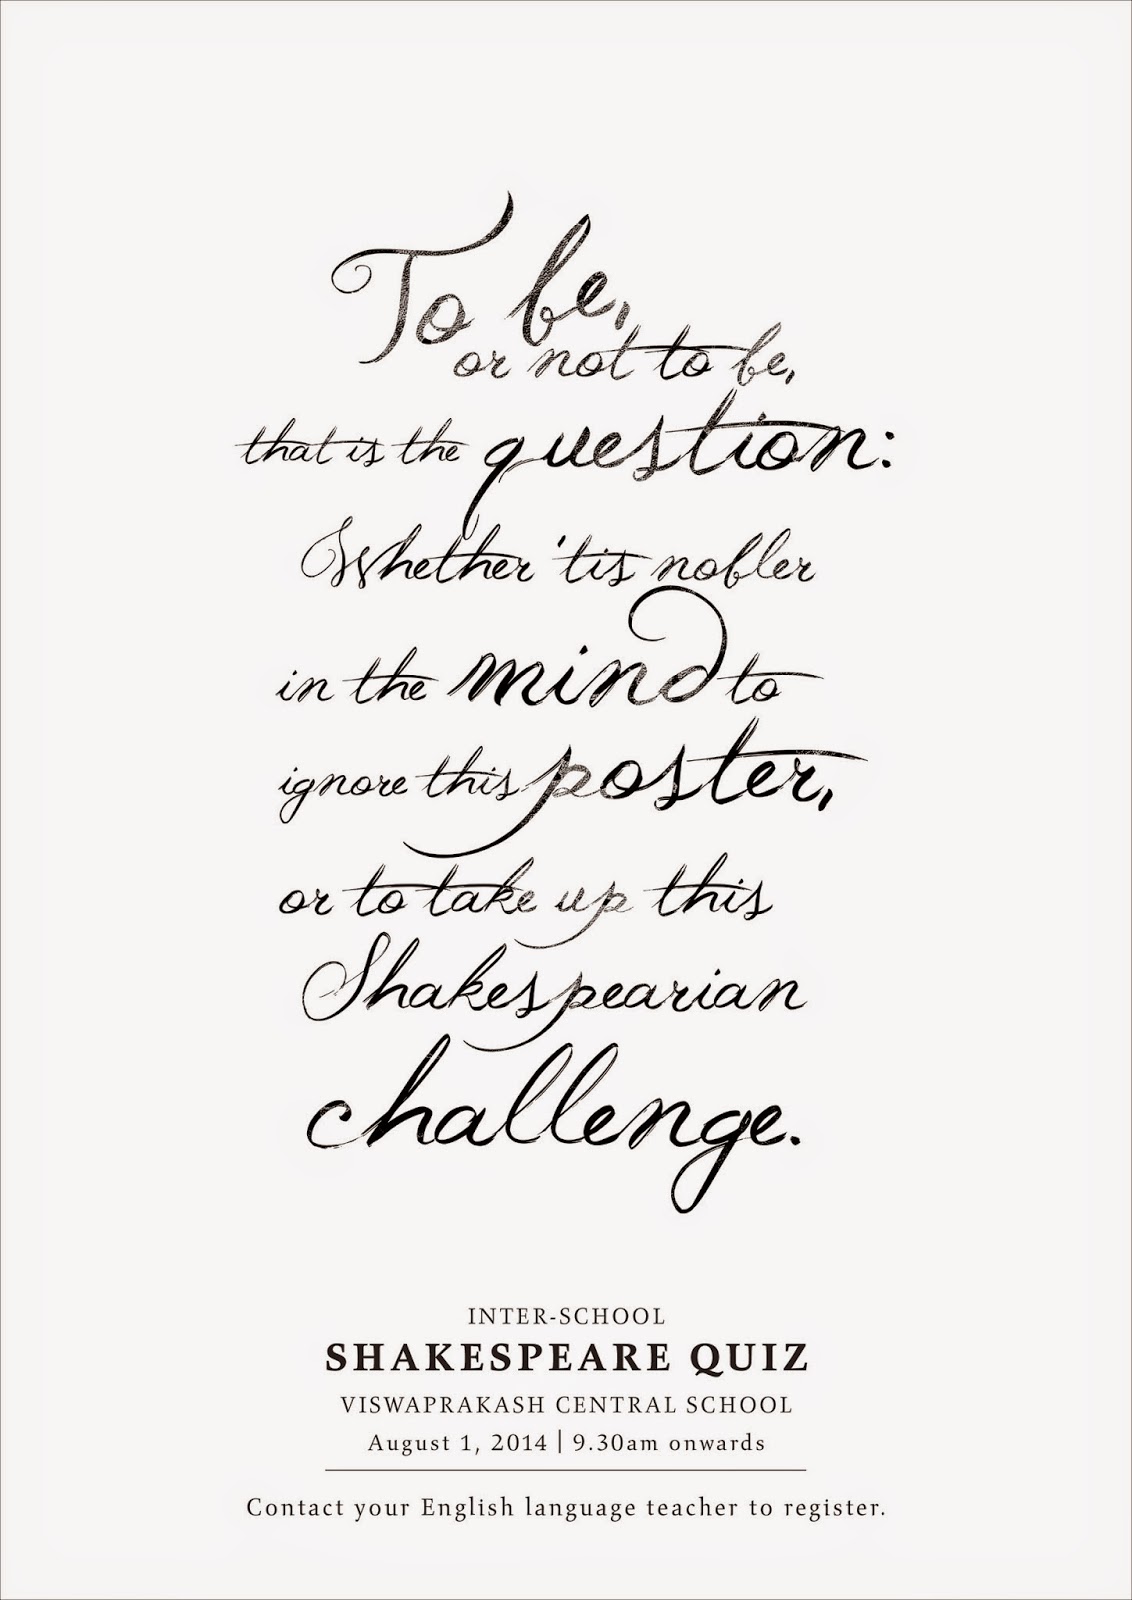 To be,
or not to be,
that is the question:
Whether 'tis nobler
in the mind to
ignore this poster,
or to take up this
Shakespearian
challenge.
INTER-SCHOOL
SHAKESPEARE QUIZ
VISWAPRAKASH CENTRAL SCHOOL
August 1, 2014 | 9.30am onwards
Contact your English language teacher to register.